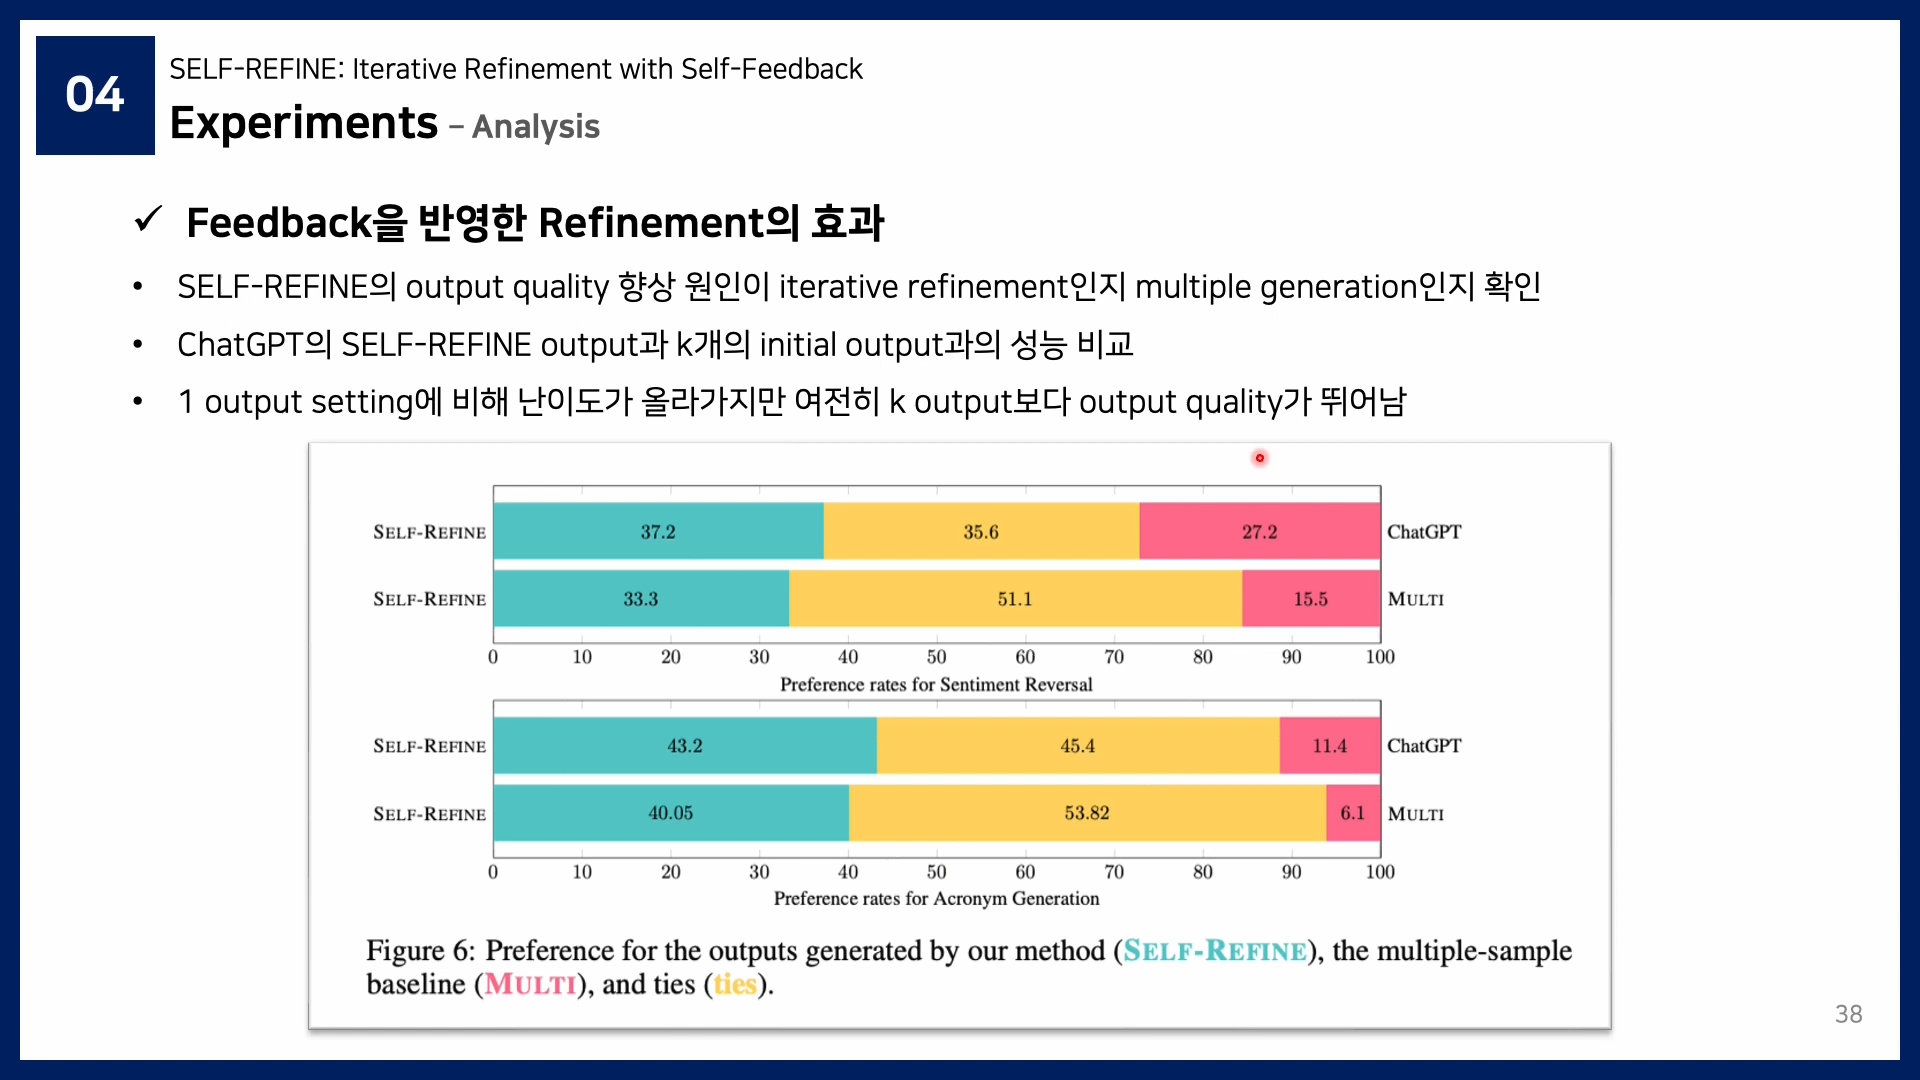 04
SELF-REFINE: Iterative Refinement with Self-Feedback
Experiments – Analysis
✓ Feedback을 반영한 Refinement의 효과
• SELF-REFINE의 output quality 향상 원인이 iterative refinement인지 multiple generation인지 확인
• ChatGPT의 SELF-REFINE output과 k개의 initial output과의 성능 비교
• 1 output setting에 비해 난이도가 올라가지만 여전히 k output보다 output quality가 뛰어남
SELF-REFINE 37.2 35.6 27.2 ChatGPT
SELF-REFINE 33.3 51.1 15.5 MULTI
0 10 20 30 40 50 60 70 80 90 100
Preference rates for Sentiment Reversal
SELF-REFINE 43.2 45.4 11.4 ChatGPT
SELF-REFINE 40.05 53.82 6.1 MULTI
0 10 20 30 40 50 60 70 80 90 100
Preference rates for Acronym Generation
Figure 6: Preference for the outputs generated by our method (SELF-REFINE), the multiple-sample
baseline (MULTI), and ties (ties).
38